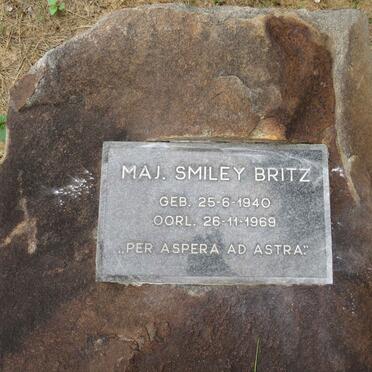 MAJ. SMILEY BRITZ
GEB. 25-6-1940
OORL. 26-11-1969
„PER ASPERA AD ASTRA”